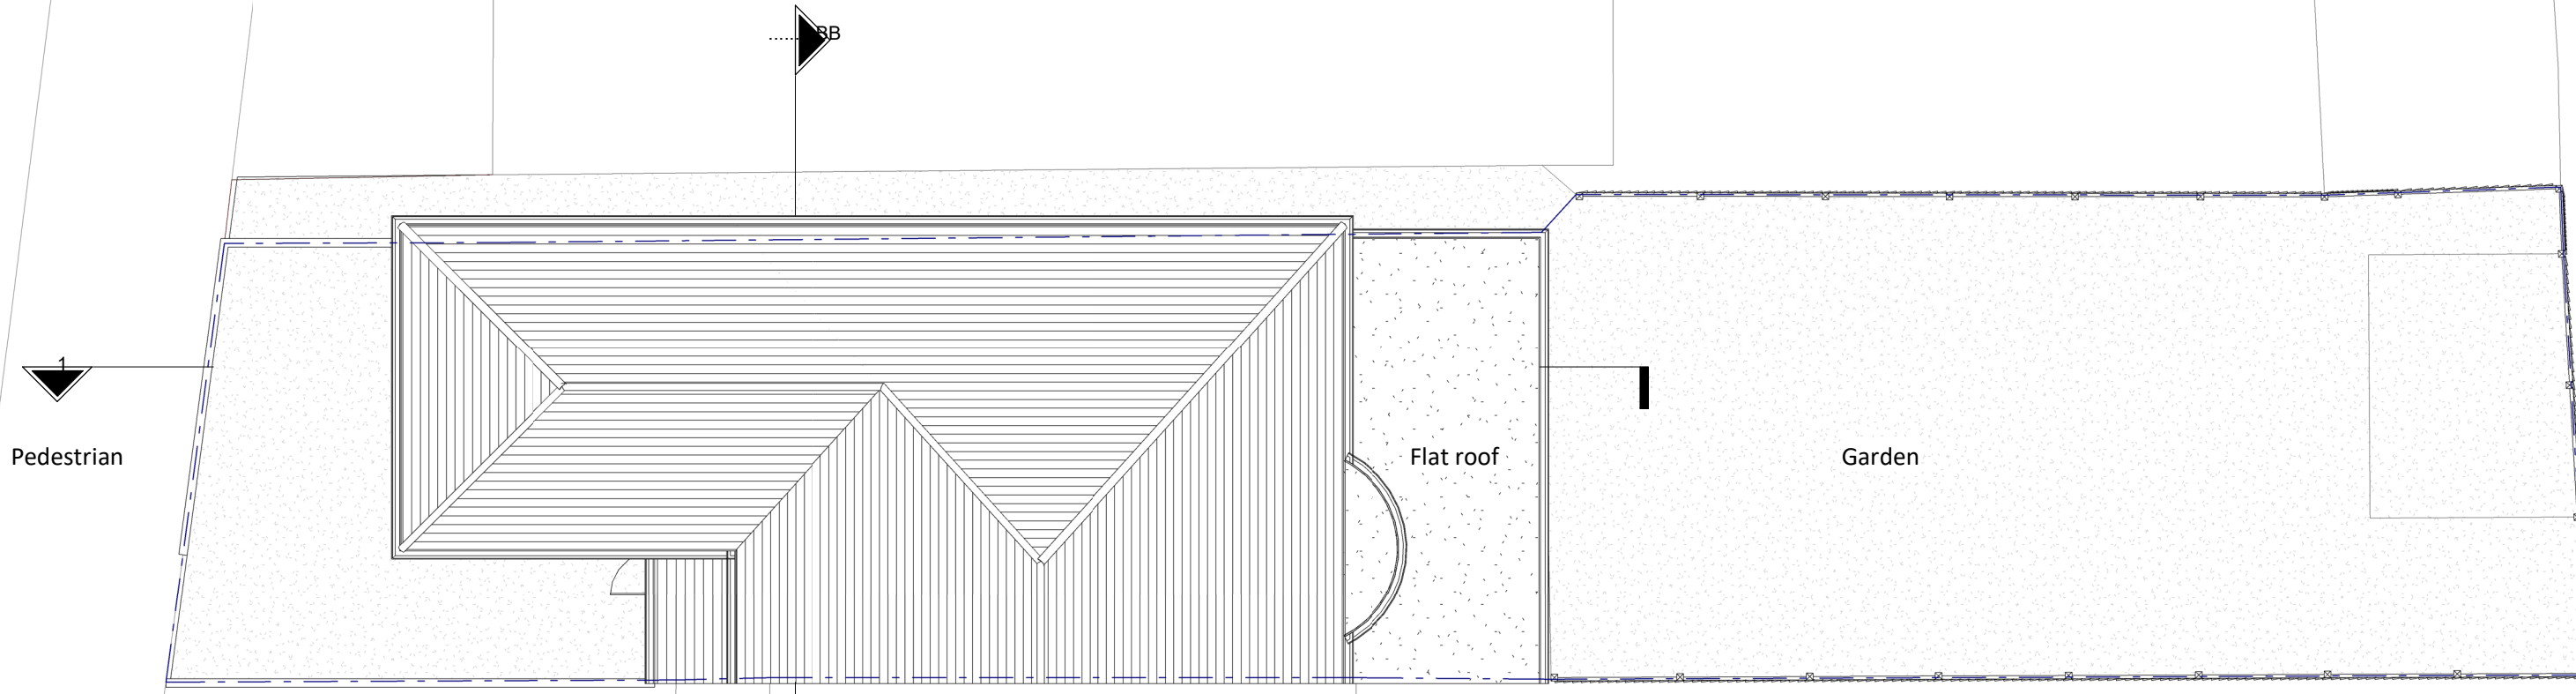 BB
1
Pedestrian
Flat roof
Garden